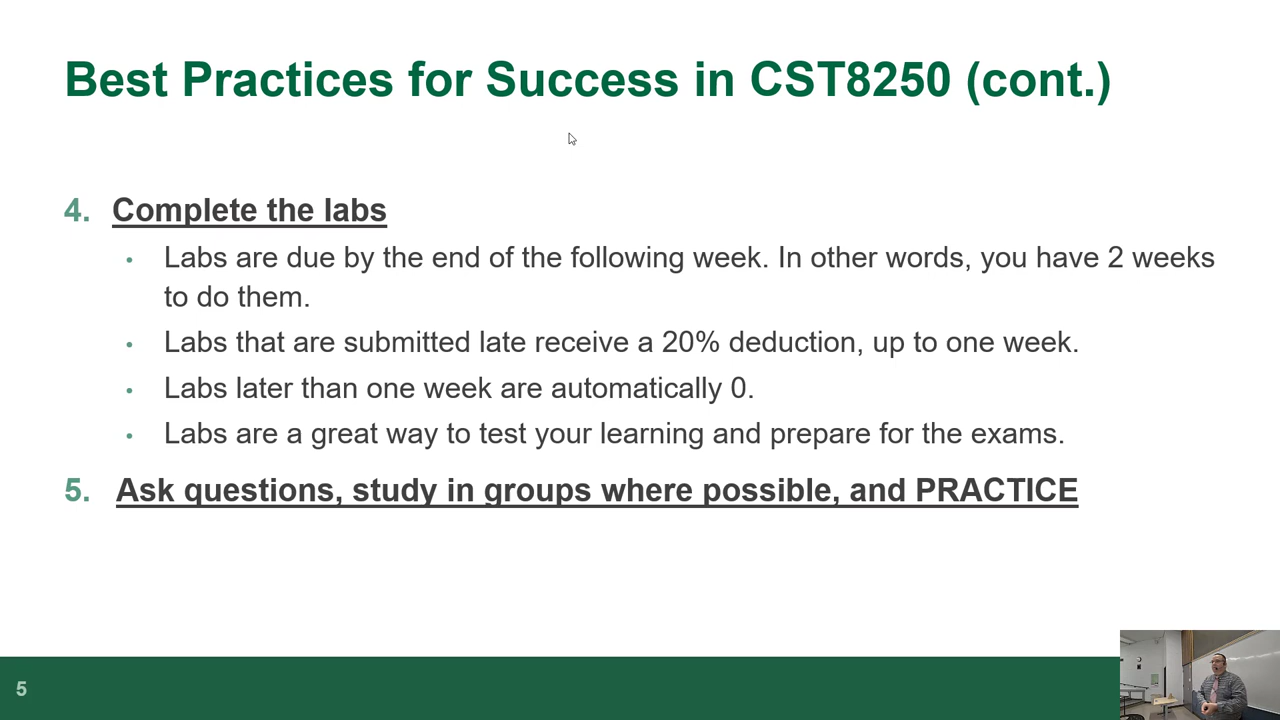 Best Practices for Success in CST8250 (cont.)
4. Complete the labs
• Labs are due by the end of the following week. In other words, you have 2 weeks
to do them.
• Labs that are submitted late receive a 20% deduction, up to one week.
• Labs later than one week are automatically 0.
• Labs are a great way to test your learning and prepare for the exams.
5. Ask questions, study in groups where possible, and PRACTICE
5